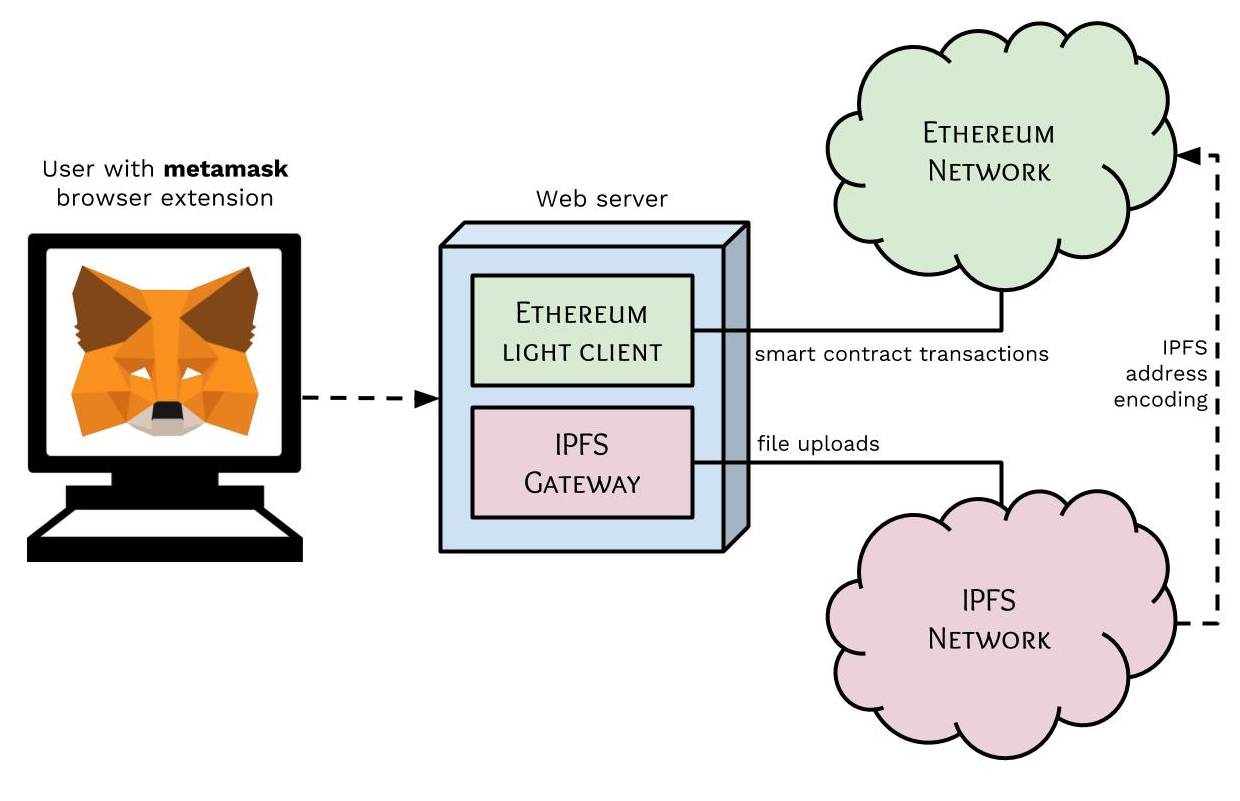 User with metamask
browser extension
Web server
ETHEREUM
LIGHT CLIENT
IPFS
GATEWAY
ETHEREUM
NETWORK
smart contract transactions
file uploads
IPFS
address
encoding
IPFS
NETWORK